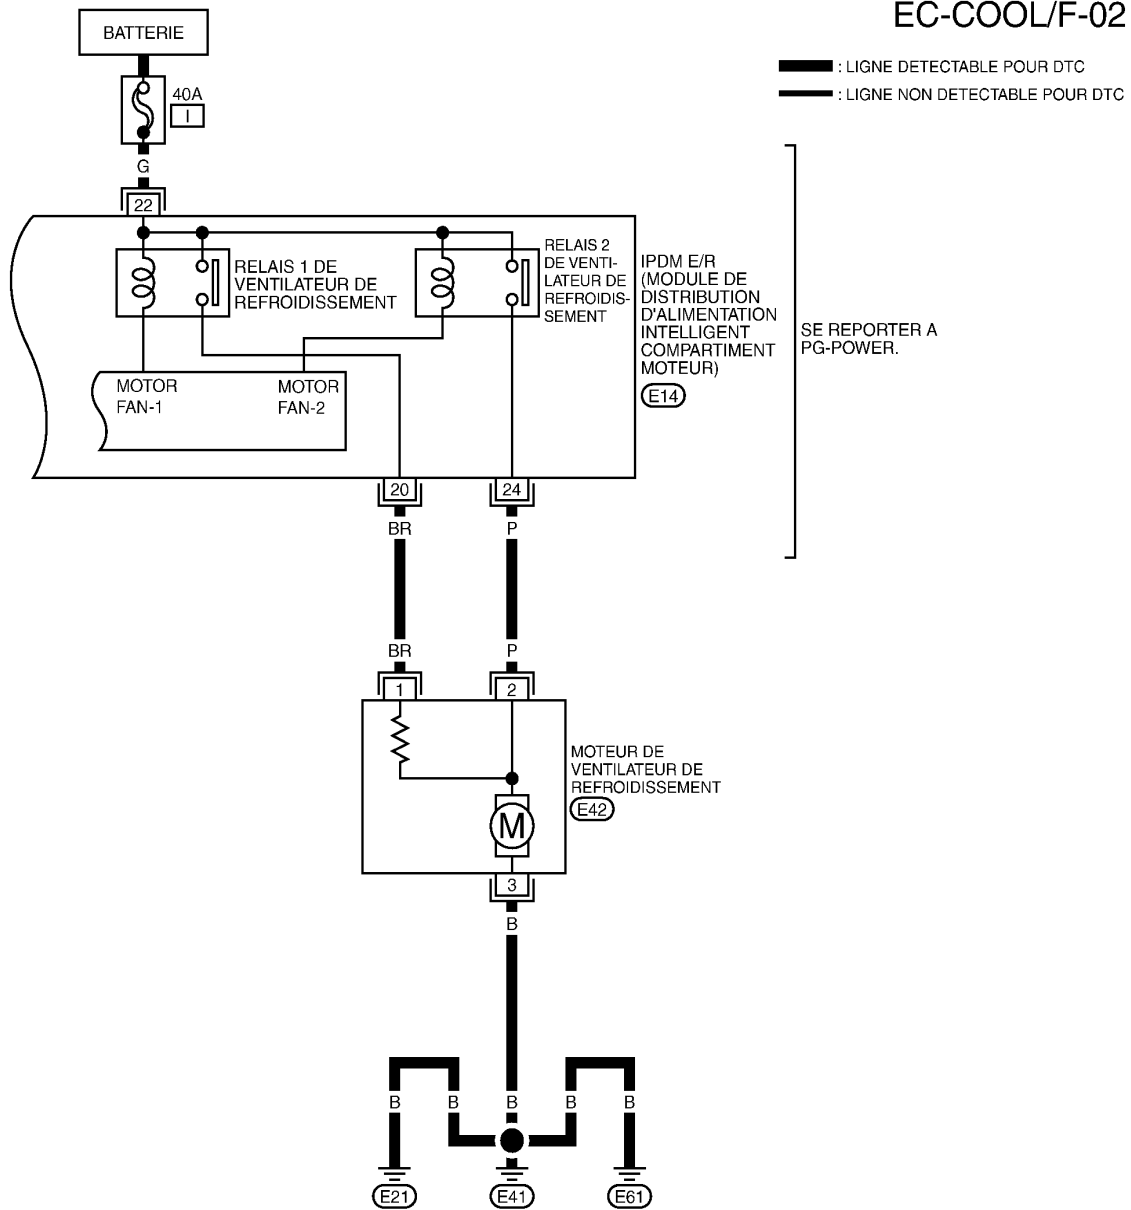 EC-COOL/F-02
BATTERIE
: LIGNE DETECTABLE POUR DTC
: LIGNE NON DETECTABLE POUR DTC
40A
I
G
22
RELAIS 1 DE
VENTILATEUR DE
REFROIDISSEMENT
RELAIS 2
DE VENTI-
LATEUR DE
REFROIDIS-
SEMENT
IPDM E/R
(MODULE DE
DISTRIBUTION
D'ALIMENTATION
INTELLIGENT
COMPARTIMENT
MOTEUR)
E14
SE REPORTER A
PG-POWER.
MOTOR
FAN-1
MOTOR
FAN-2
20
24
BR
P
BR
P
1
2
MOTEUR DE
VENTILATEUR DE
REFROIDISSEMENT
E42
M
3
B
B
B
B
B
B
E21
E41
E61